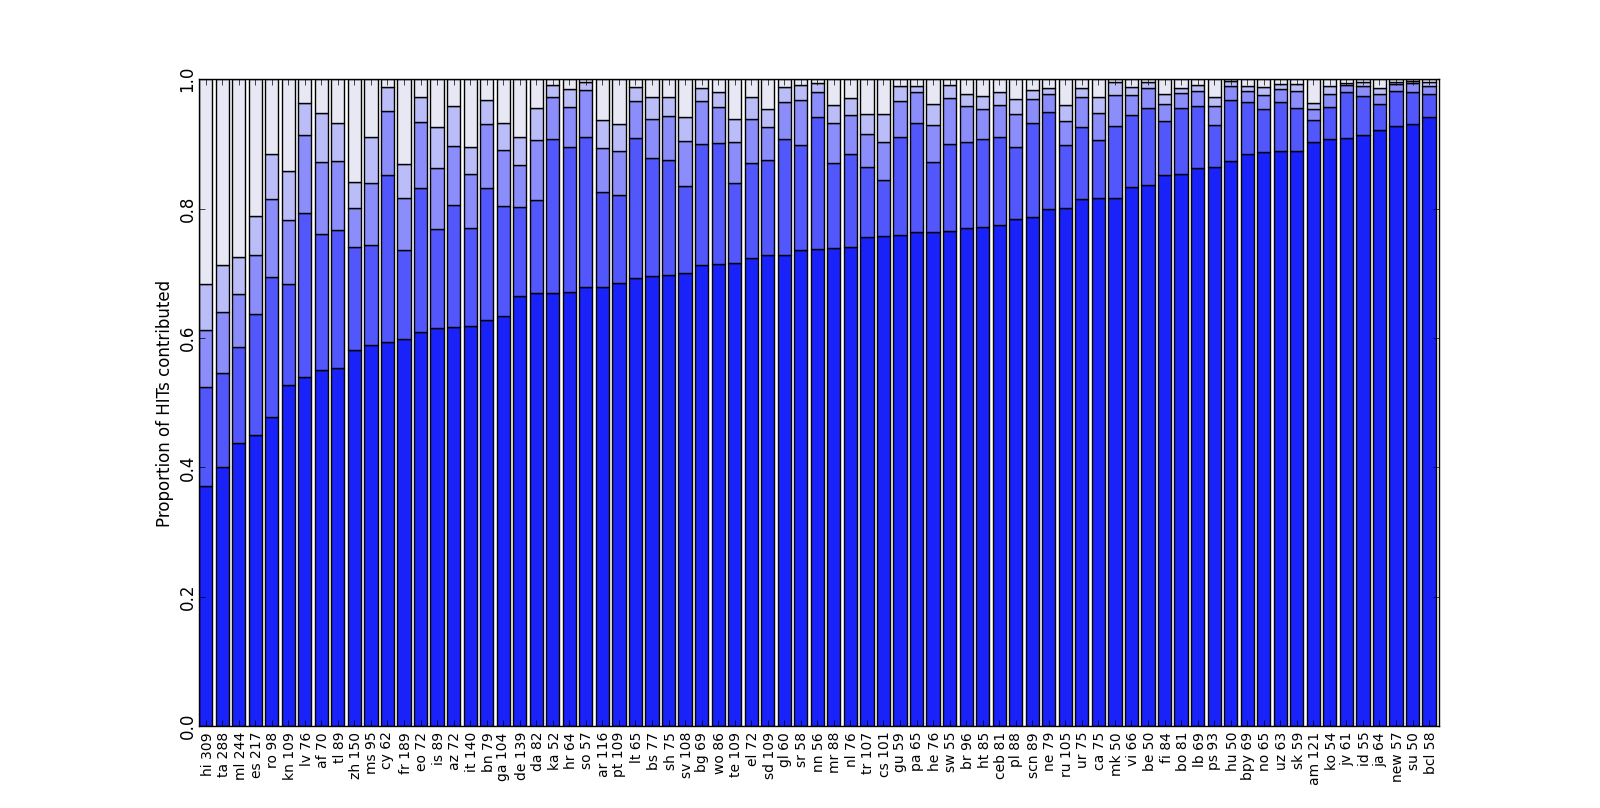 Proportion of HITs contributed
1.0
0.8
0.6
0.4
0.2
0.0
hi 309
ta 288
ml 244
es 217
ro 98
kn 109
lv 76
af 70
tl 89
zh 150
ms 95
cy 62
fr 189
eo 72
is 89
az 72
it 140
bn 79
ga 104
de 139
da 82
ka 52
hr 64
so 57
ar 116
pt 109
lt 65
bs 77
sh 75
sv 108
bg 69
wo 86
te 109
el 72
sd 109
gl 60
sr 58
nn 56
mr 88
nl 76
tr 107
cs 101
gu 59
pa 65
he 76
sw 55
br 96
ht 85
ceb 81
pl 88
scn 89
ne 79
ru 105
ur 75
ca 75
mk 50
vi 66
be 50
fi 84
bo 81
lb 69
ps 93
hu 50
bpy 69
no 65
uz 63
sk 59
am 121
ko 54
jv 61
id 55
ja 64
new 57
su 50
bcl 58